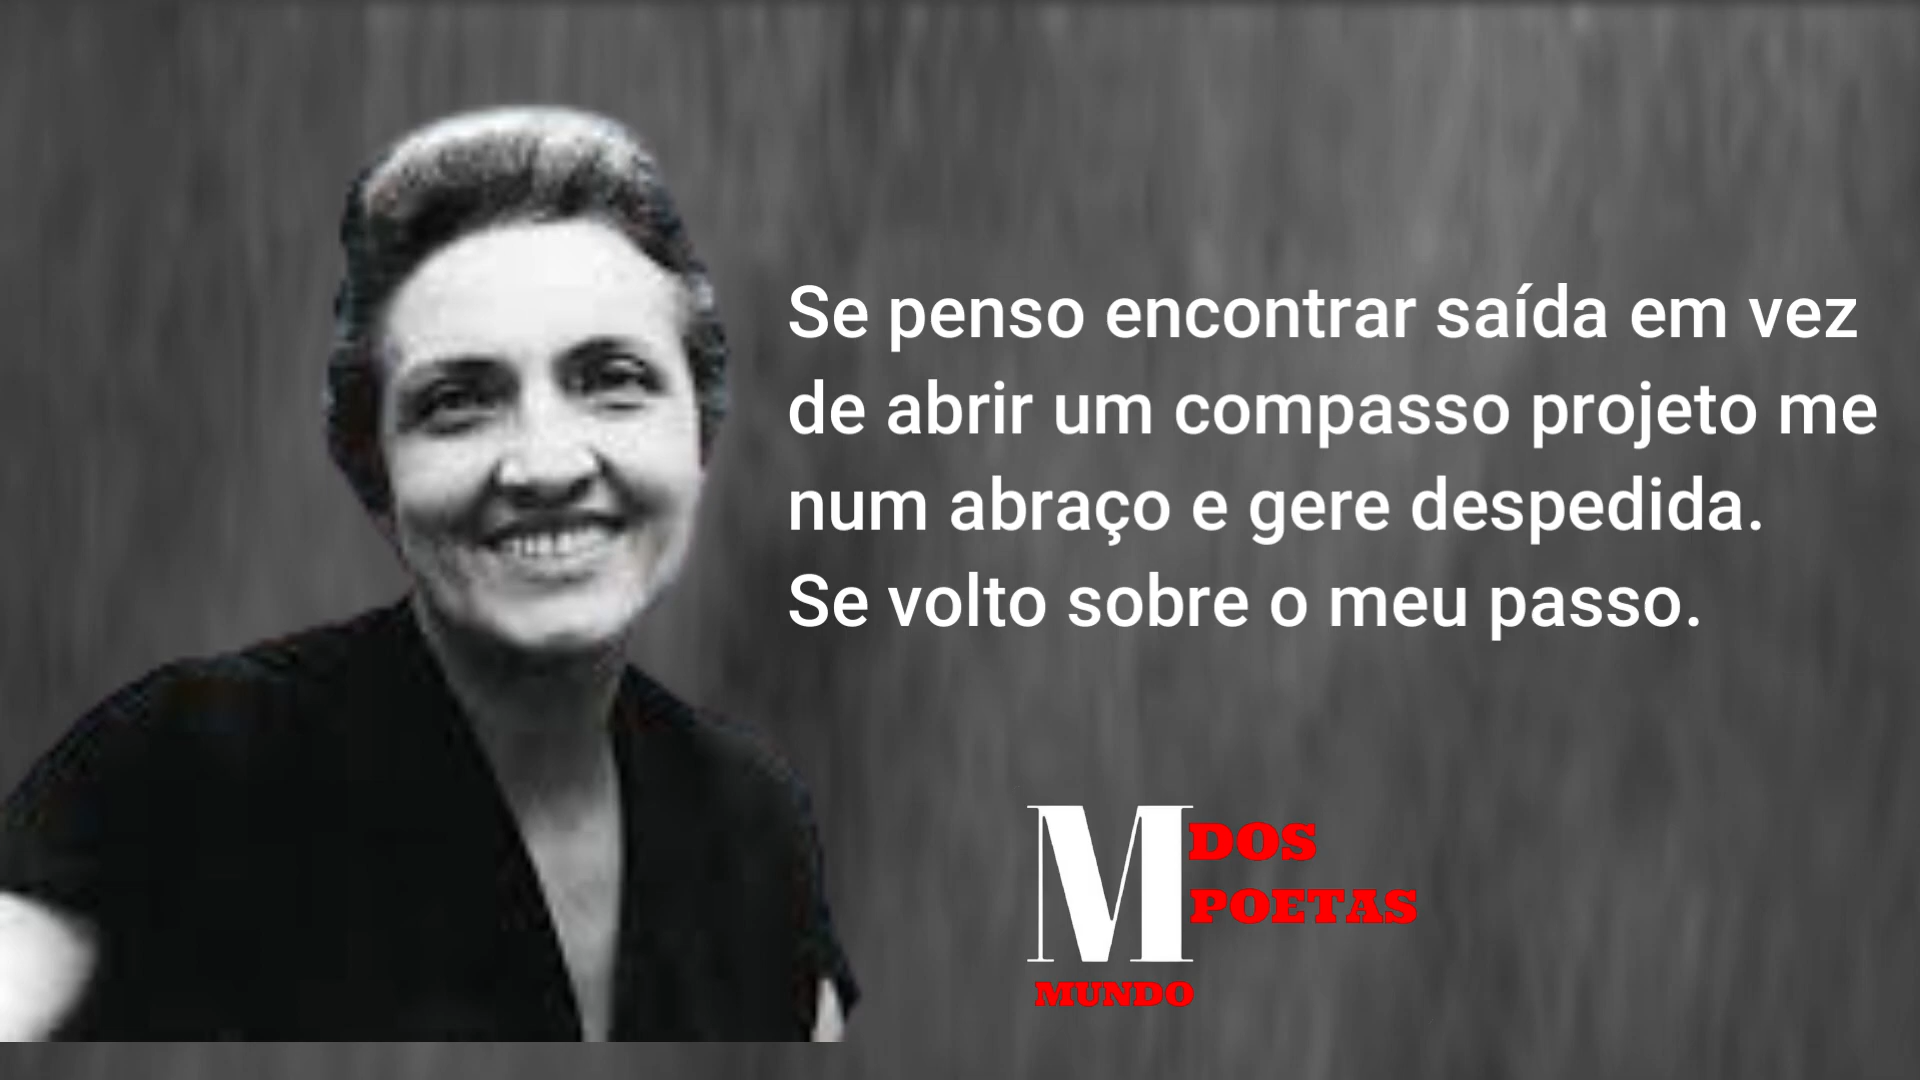 Se penso encontrar saída em vez
de abrir um compasso projeto me
num abraço e gere despedida.
Se volto sobre o meu passo.
M DOS
POETAS
MUNDO